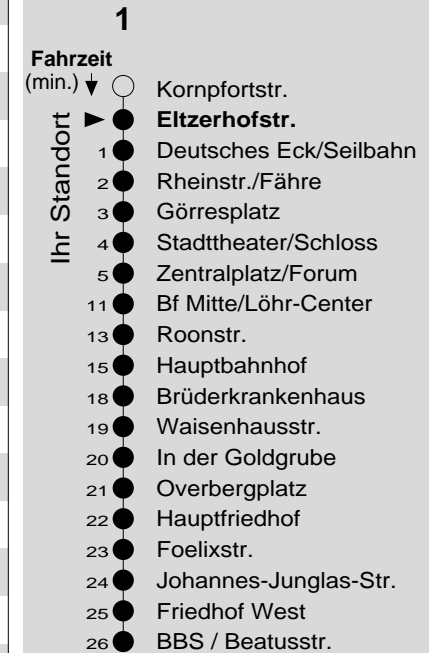 1
Fahrzeit
(min.)
Ihr Standort
Kornpfortstr.
Eltzerhofstr.
1 Deutsches Eck/Seilbahn
2 Rheinstr./Fähre
3 Görresplatz
4 Stadttheater/Schloss
5 Zentralplatz/Forum
11 Bf Mitte/Löhr-Center
13 Roonstr.
15 Hauptbahnhof
18 Brüderkrankenhaus
19 Waisenhausstr.
20 In der Goldgrube
21 Overbergplatz
22 Hauptfriedhof
23 Foelixstr.
24 Johannes-Junglas-Str.
25 Friedhof West
26 BBS / Beatusstr.